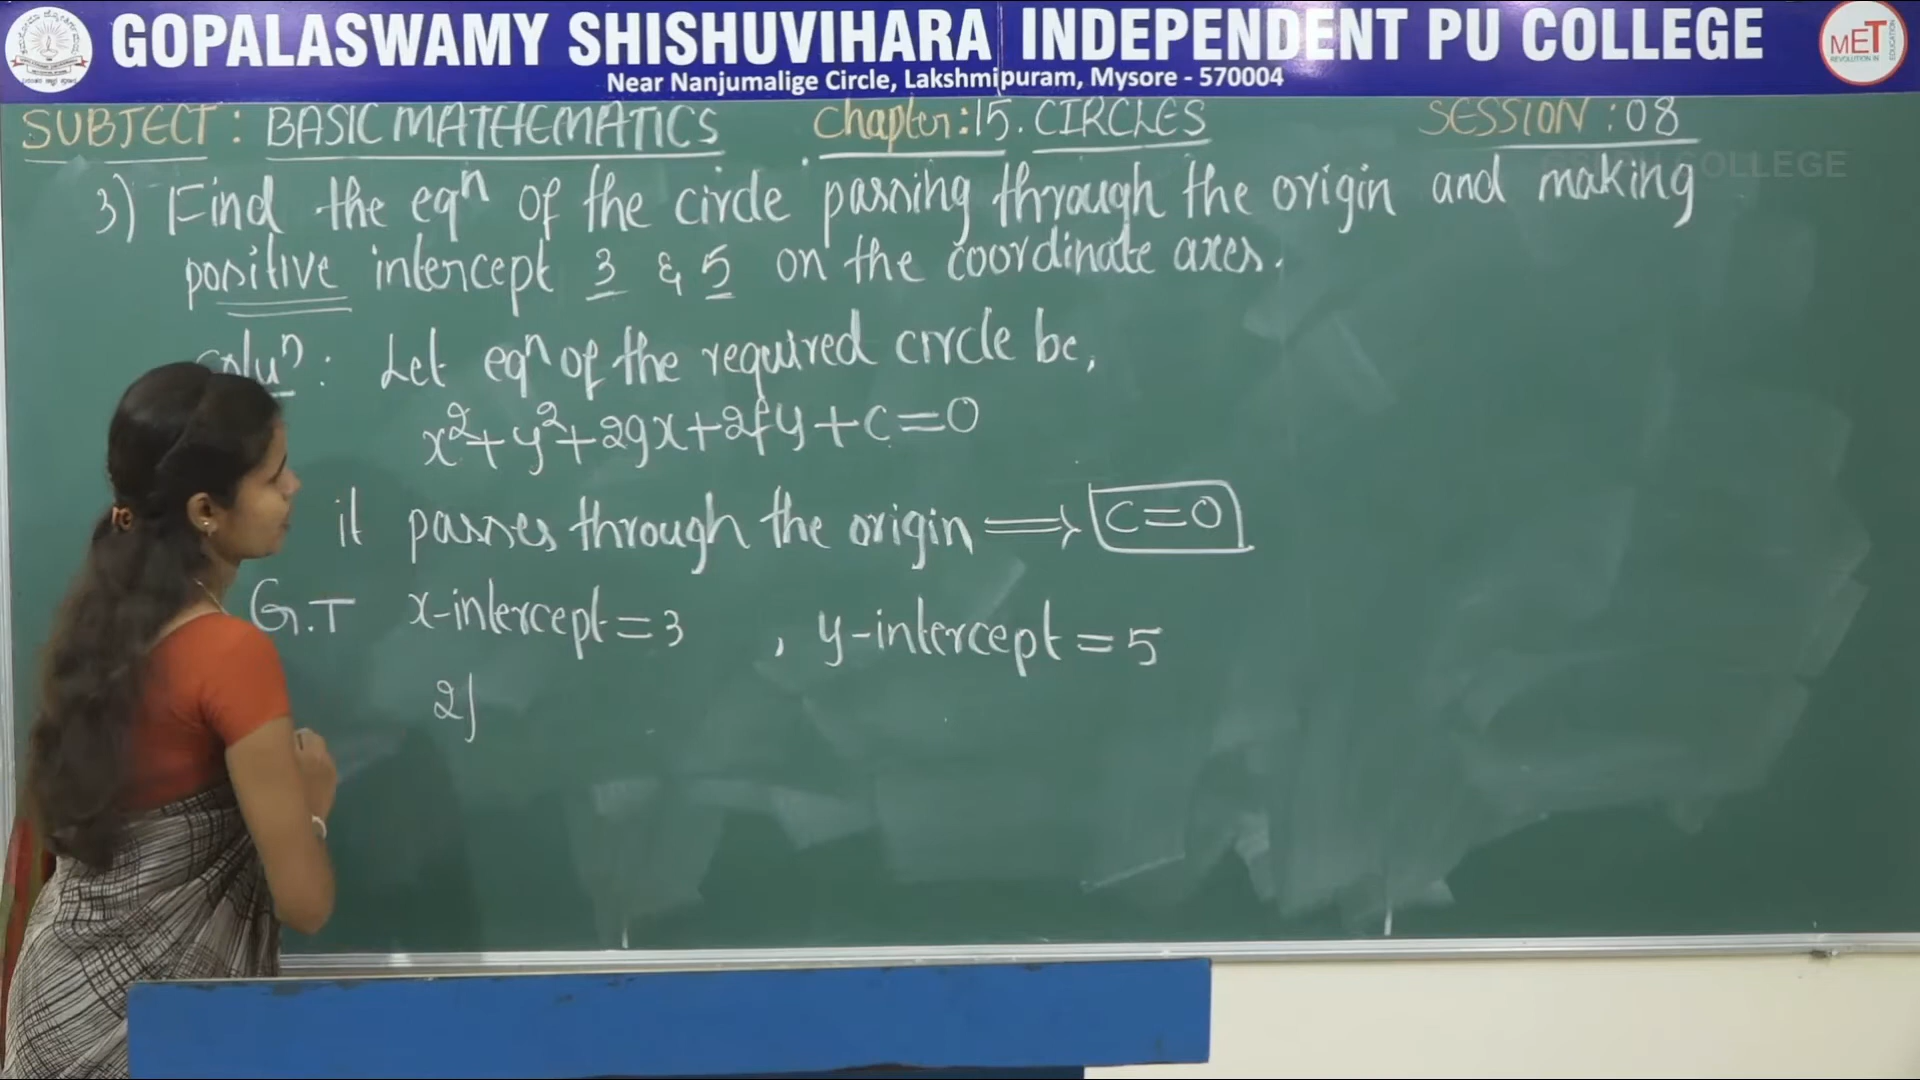 GOPALASWAMY SHISHUVIHARA INDEPENDENT PU COLLEGE
Near Nanjumalige Circle, Lakshmipuram, Mysore - 570004
MET
SUBJECT : BASIC MATHEMATICS Chapter:15. CIRCLES SESSION : 08
COLLEGE
3) Find the eqⁿ of the circle passing through the origin and making
positive intercept 3 & 5 on the coordinate axes.
Soluⁿ : Let eqⁿ of the required circle be,
x²+y²+2gx+2fy+c=0
it passes through the origin ⟹ c=0
G.T x-intercept=3 , y-intercept=5
2